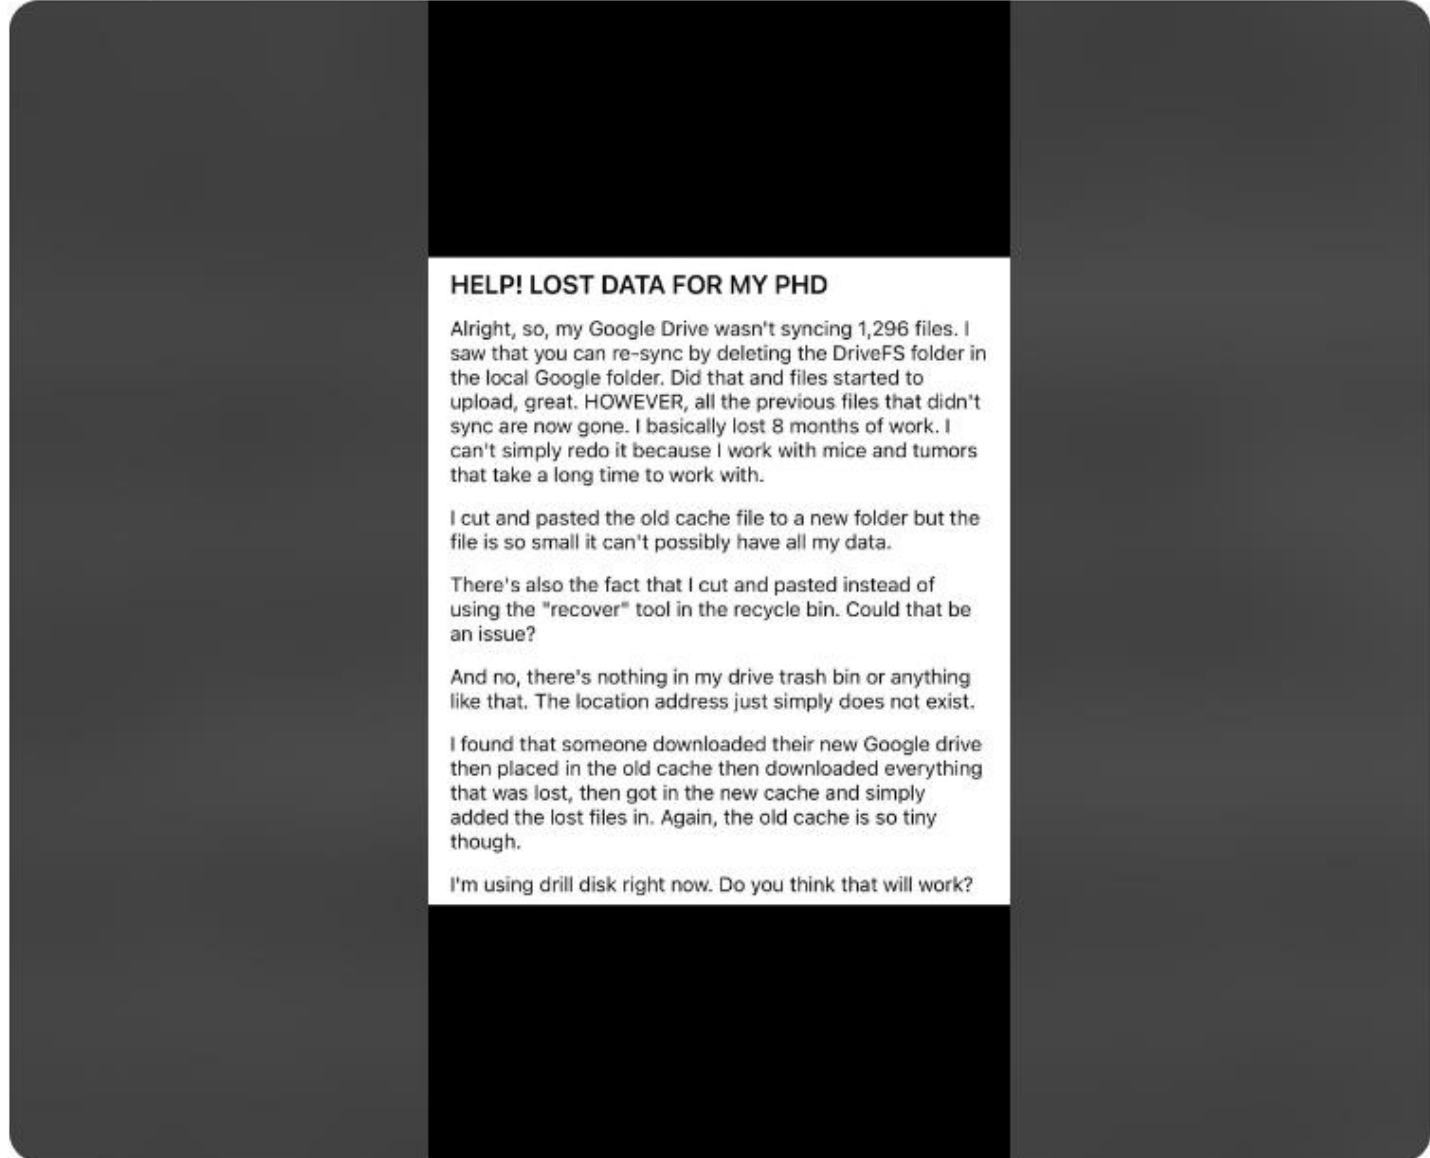 HELP! LOST DATA FOR MY PHD
Alright, so, my Google Drive wasn't syncing 1,296 files. I
saw that you can re-sync by deleting the DriveFS folder in
the local Google folder. Did that and files started to
upload, great. HOWEVER, all the previous files that didn't
sync are now gone. I basically lost 8 months of work. I
can't simply redo it because I work with mice and tumors
that take a long time to work with.
I cut and pasted the old cache file to a new folder but the
file is so small it can't possibly have all my data.
There's also the fact that I cut and pasted instead of
using the "recover" tool in the recycle bin. Could that be
an issue?
And no, there's nothing in my drive trash bin or anything
like that. The location address just simply does not exist.
I found that someone downloaded their new Google drive
then placed in the old cache then downloaded everything
that was lost, then got in the new cache and simply
added the lost files in. Again, the old cache is so tiny
though.
I'm using drill disk right now. Do you think that will work?